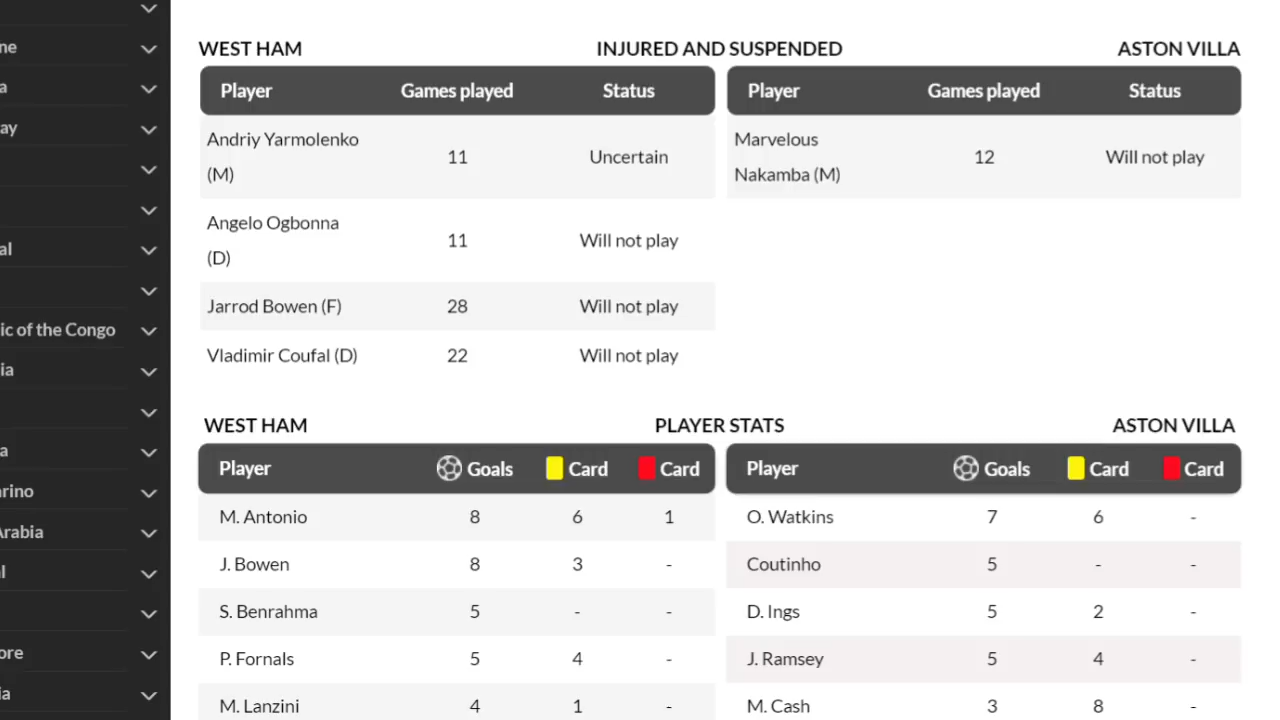 ne
a
ay
al
ic of the Congo
ia
a
arino
Arabia
l
ore
ia
WEST HAM INJURED AND SUSPENDED ASTON VILLA
Player Games played Status Player Games played Status
Andriy Yarmolenko (M) 11 Uncertain Marvelous Nakamba (M) 12 Will not play
Angelo Ogbonna (D) 11 Will not play
Jarrod Bowen (F) 28 Will not play
Vladimir Coufal (D) 22 Will not play
WEST HAM PLAYER STATS ASTON VILLA
Player Goals Card Card Player Goals Card Card
M. Antonio 8 6 1 O. Watkins 7 6 -
J. Bowen 8 3 - Coutinho 5 - -
S. Benrahma 5 - - D. Ings 5 2 -
P. Fornals 5 4 - J. Ramsey 5 4 -
M. Lanzini 4 1 - M. Cash 3 8 -